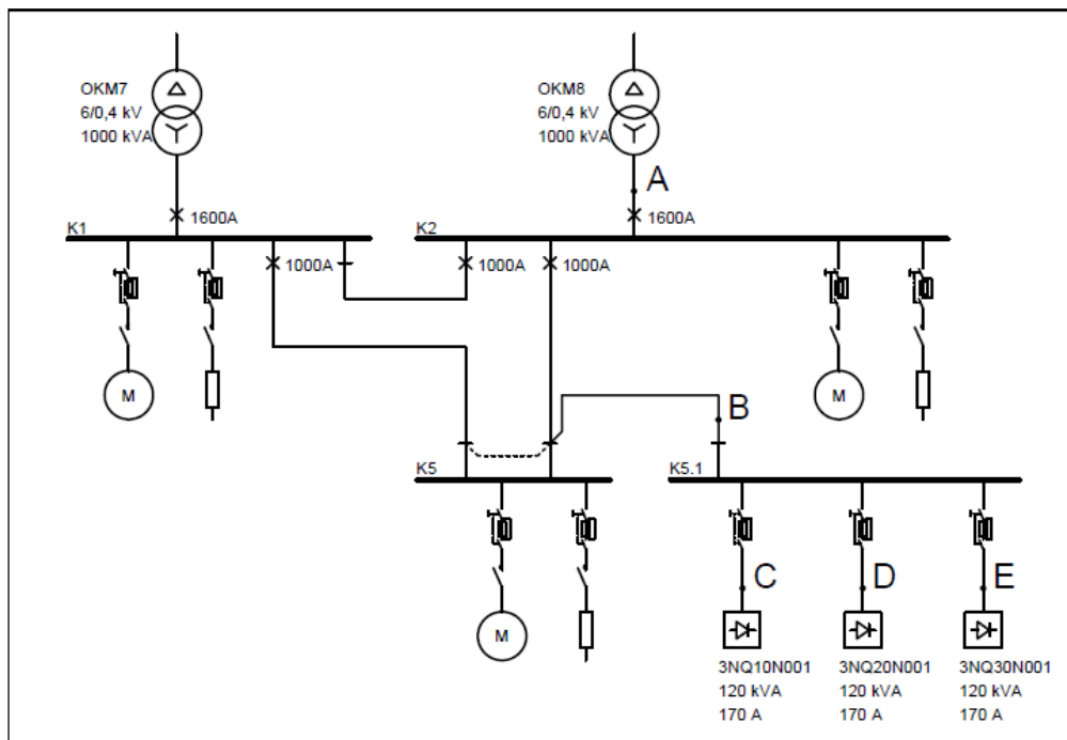 OKM7
6/0,4 kV
1000 kVA
OKM8
6/0,4 kV
1000 kVA
A
1600A
1600A
K1
K2
1000A
1000A
1000A
M
M
B
K5
K5.1
C
D
E
M
3NQ10N001
120 kVA
170 A
3NQ20N001
120 kVA
170 A
3NQ30N001
120 kVA
170 A